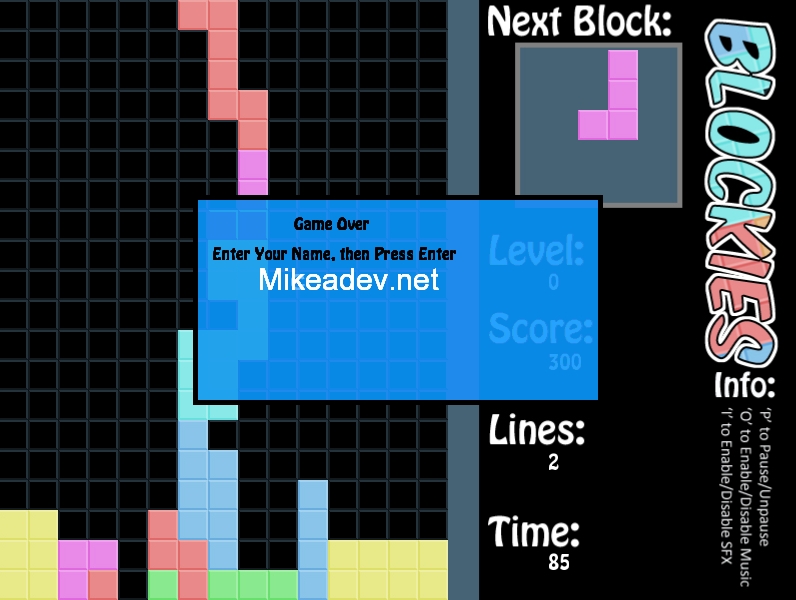 Next Block:
Game Over
Enter Your Name, then Press Enter
Mikeadev.net
Level:
0
Score:
300
Lines:
2
Time:
85
BLOCKIES
Info:
'P' to Pause/Unpause
'O' to Enable/Disable Music
'I' to Enable/Disable SFX